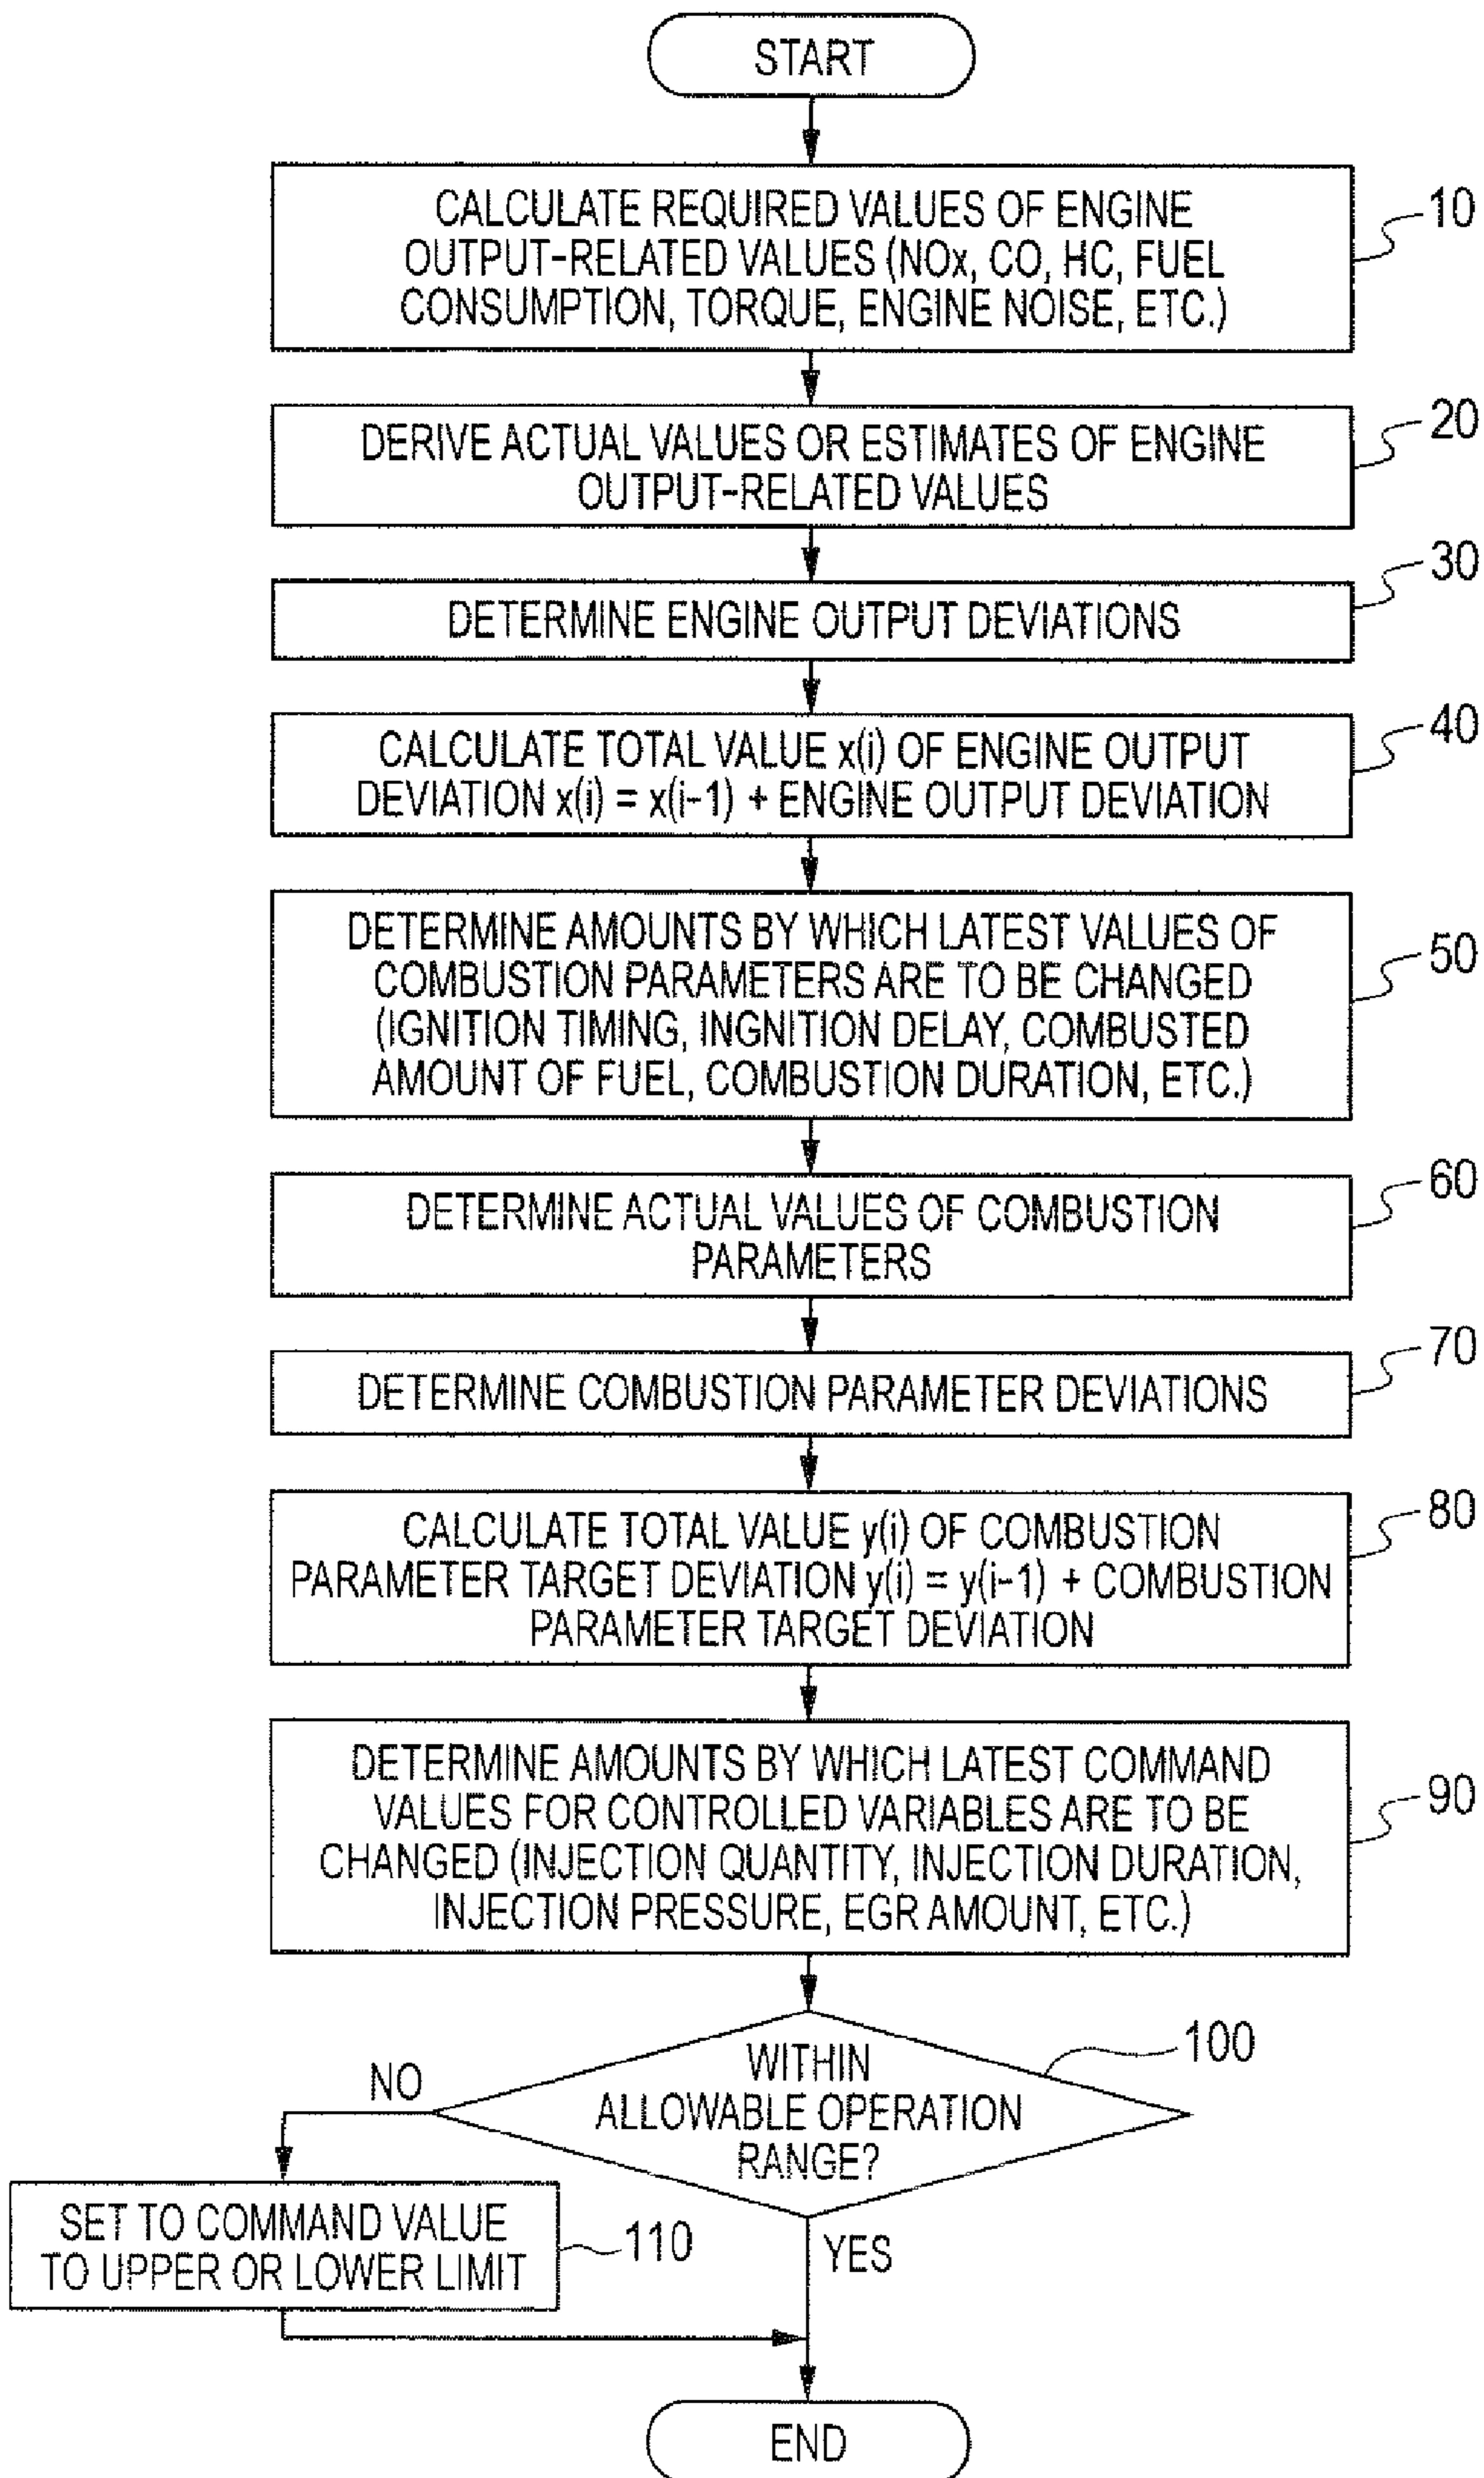 START
CALCULATE REQUIRED VALUES OF ENGINE
OUTPUT-RELATED VALUES (NOx, CO, HC, FUEL
CONSUMPTION, TORQUE, ENGINE NOISE, ETC.)
10
DERIVE ACTUAL VALUES OR ESTIMATES OF ENGINE
OUTPUT-RELATED VALUES
20
DETERMINE ENGINE OUTPUT DEVIATIONS
30
CALCULATE TOTAL VALUE x(i) OF ENGINE OUTPUT
DEVIATION x(i) = x(i-1) + ENGINE OUTPUT DEVIATION
40
DETERMINE AMOUNTS BY WHICH LATEST VALUES OF
COMBUSTION PARAMETERS ARE TO BE CHANGED
(IGNITION TIMING, INGNITION DELAY, COMBUSTED
AMOUNT OF FUEL, COMBUSTION DURATION, ETC.)
50
DETERMINE ACTUAL VALUES OF COMBUSTION
PARAMETERS
60
DETERMINE COMBUSTION PARAMETER DEVIATIONS
70
CALCULATE TOTAL VALUE y(i) OF COMBUSTION
PARAMETER TARGET DEVIATION y(i) = y(i-1) + COMBUSTION
PARAMETER TARGET DEVIATION
80
DETERMINE AMOUNTS BY WHICH LATEST COMMAND
VALUES FOR CONTROLLED VARIABLES ARE TO BE
CHANGED (INJECTION QUANTITY, INJECTION DURATION,
INJECTION PRESSURE, EGR AMOUNT, ETC.)
90
WITHIN
ALLOWABLE OPERATION
RANGE?
100
NO
SET TO COMMAND VALUE
TO UPPER OR LOWER LIMIT
110
YES
END